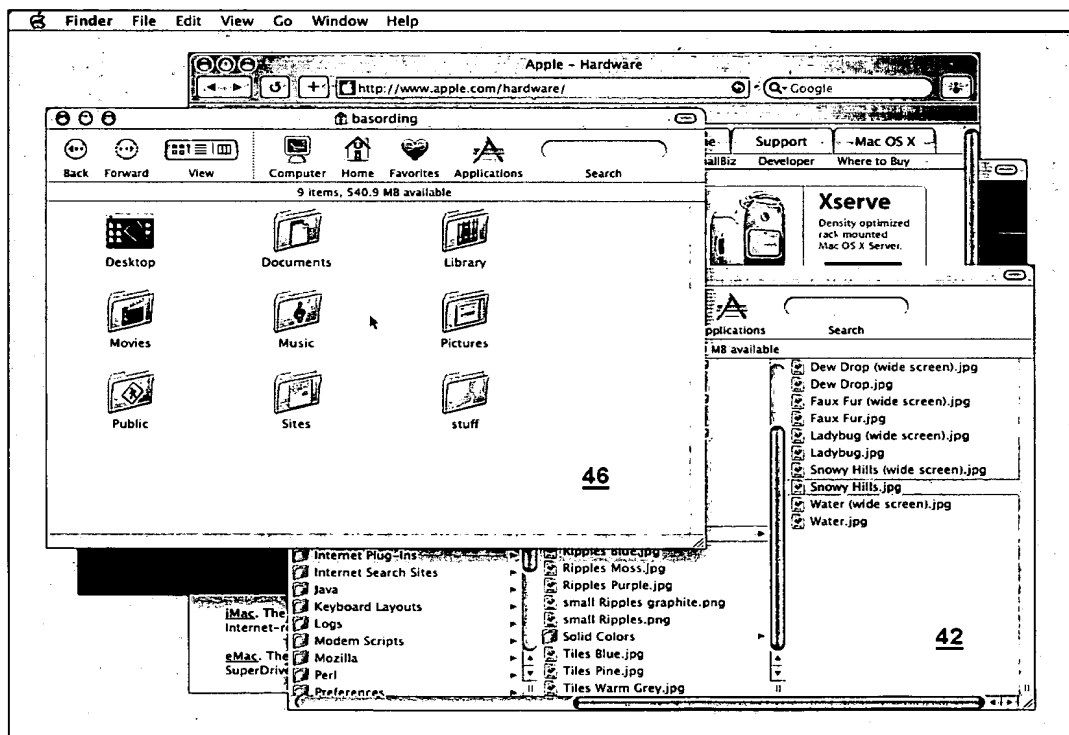 Finder File Edit View Go Window Help
Apple - Hardware
http://www.apple.com/hardware/
Google
basording
Back Forward View Computer Home Favorites Applications Search
9 items, 540.9 MB available
Support Mac OS X
Developer Where to Buy
Xserve
Density optimized
rack mounted
Mac OS X Server.
Desktop Documents Library
Movies Music Pictures
Public Sites stuff
46
pplications Search
MB available
Dew Drop (wide screen).jpg
Dew Drop.jpg
Faux Fur (wide screen).jpg
Faux Fur.jpg
Ladybug (wide screen).jpg
Ladybug.jpg
Snowy Hills (wide screen).jpg
Snowy Hills.jpg
Water (wide screen).jpg
Water.jpg
Internet Plug-Ins
Internet Search Sites
Java
Keyboard Layouts
Logs
Modem Scripts
Mozilla
Perl
Preferences
Ripples Blue.jpg
Ripples Moss.jpg
Ripples Purple.jpg
small Ripples graphite.png
small Ripples.png
Solid Colors
Tiles Blue.jpg
Tiles Pine.jpg
Tiles Warm Grey.jpg
42
iMac. The
Internet-r
eMac. The
SuperDriv